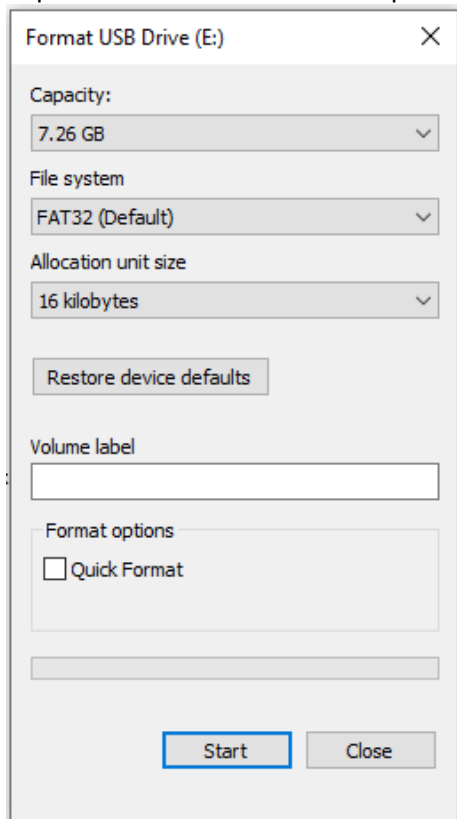 Format USB Drive (E:)
Capacity:
7.26 GB
File system
FAT32 (Default)
Allocation unit size
16 kilobytes
Restore device defaults
Volume label
Format options
Quick Format
Start Close